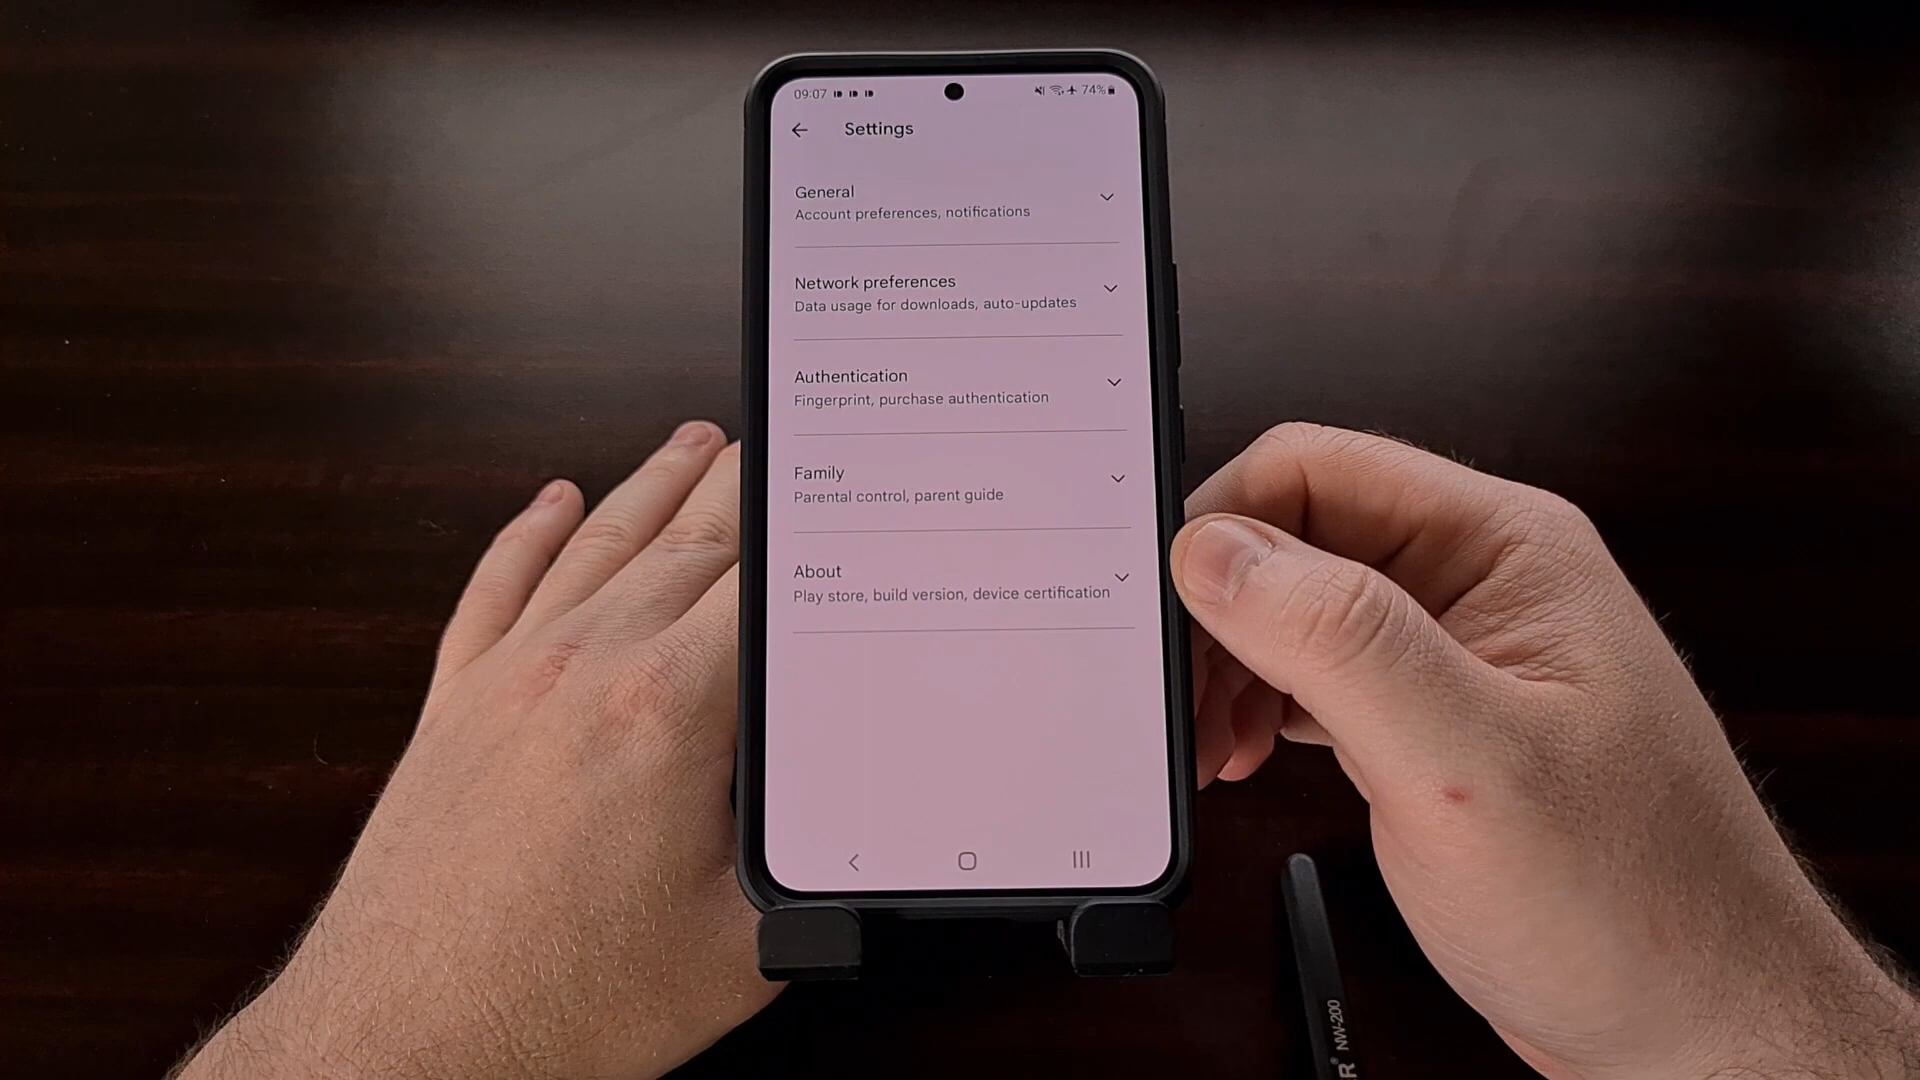 09:07
74%
Settings
General
Account preferences, notifications
Network preferences
Data usage for downloads, auto-updates
Authentication
Fingerprint, purchase authentication
Family
Parental control, parent guide
About
Play store, build version, device certification
R® NW-200